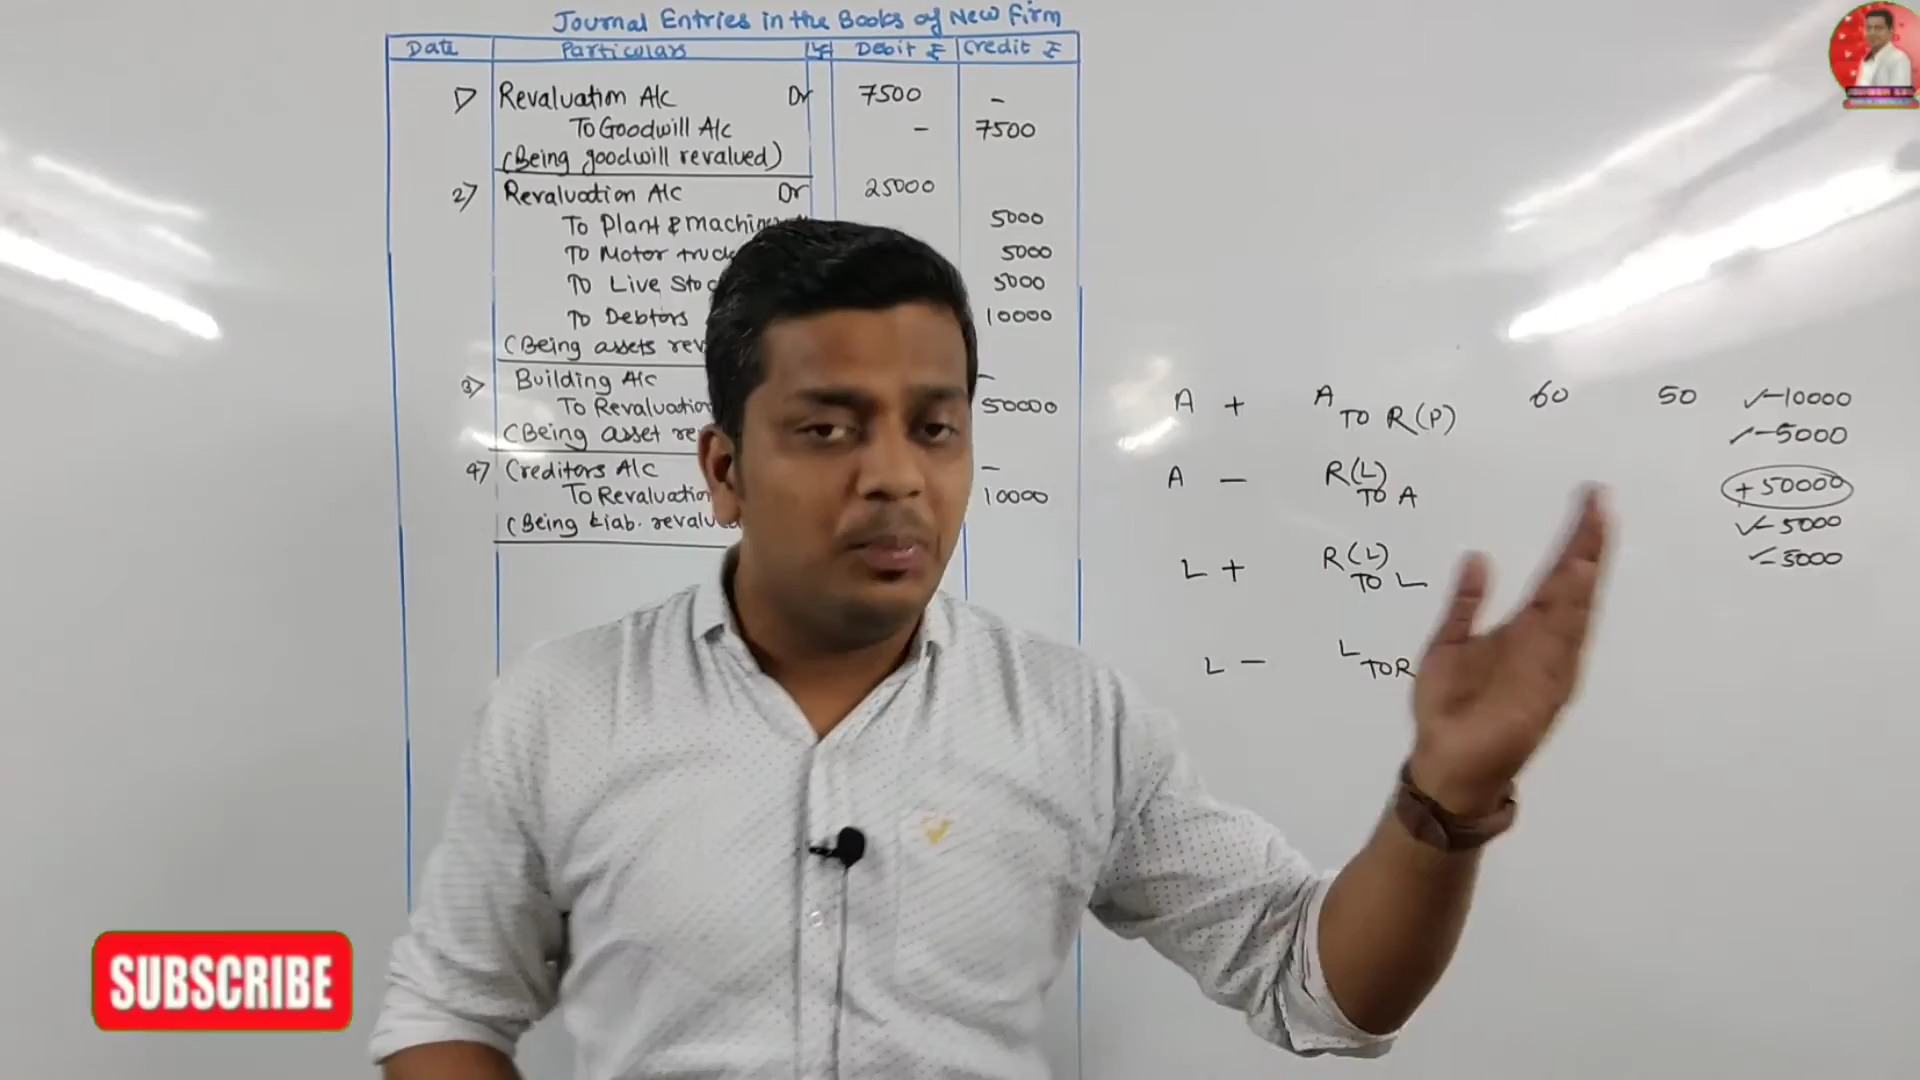 Journal Entries in the Books of New Firm
Date Particulars LF Debit ₹ Credit ₹
1) Revaluation A/c Dr 7500 -
To Goodwill A/c - 7500
(Being goodwill revalued)
2) Revaluation A/c Dr 25000
To Plant & Machin 5000
To Motor truck 5000
To Live Stoc 5000
To Debtors 10000
(Being assets rev
3) Building A/c -
To Revaluation 50000
(Being asset re
4) Creditors A/c -
To Revaluation 10000
(Being Liab. revalu
A + A
TO R(P)
60 50
A - R(L)
TO A
L + R(L)
TO L
L - L
TO R
✓-10000
✓-5000
+50000
✓-5000
✓-5000
SUBSCRIBE